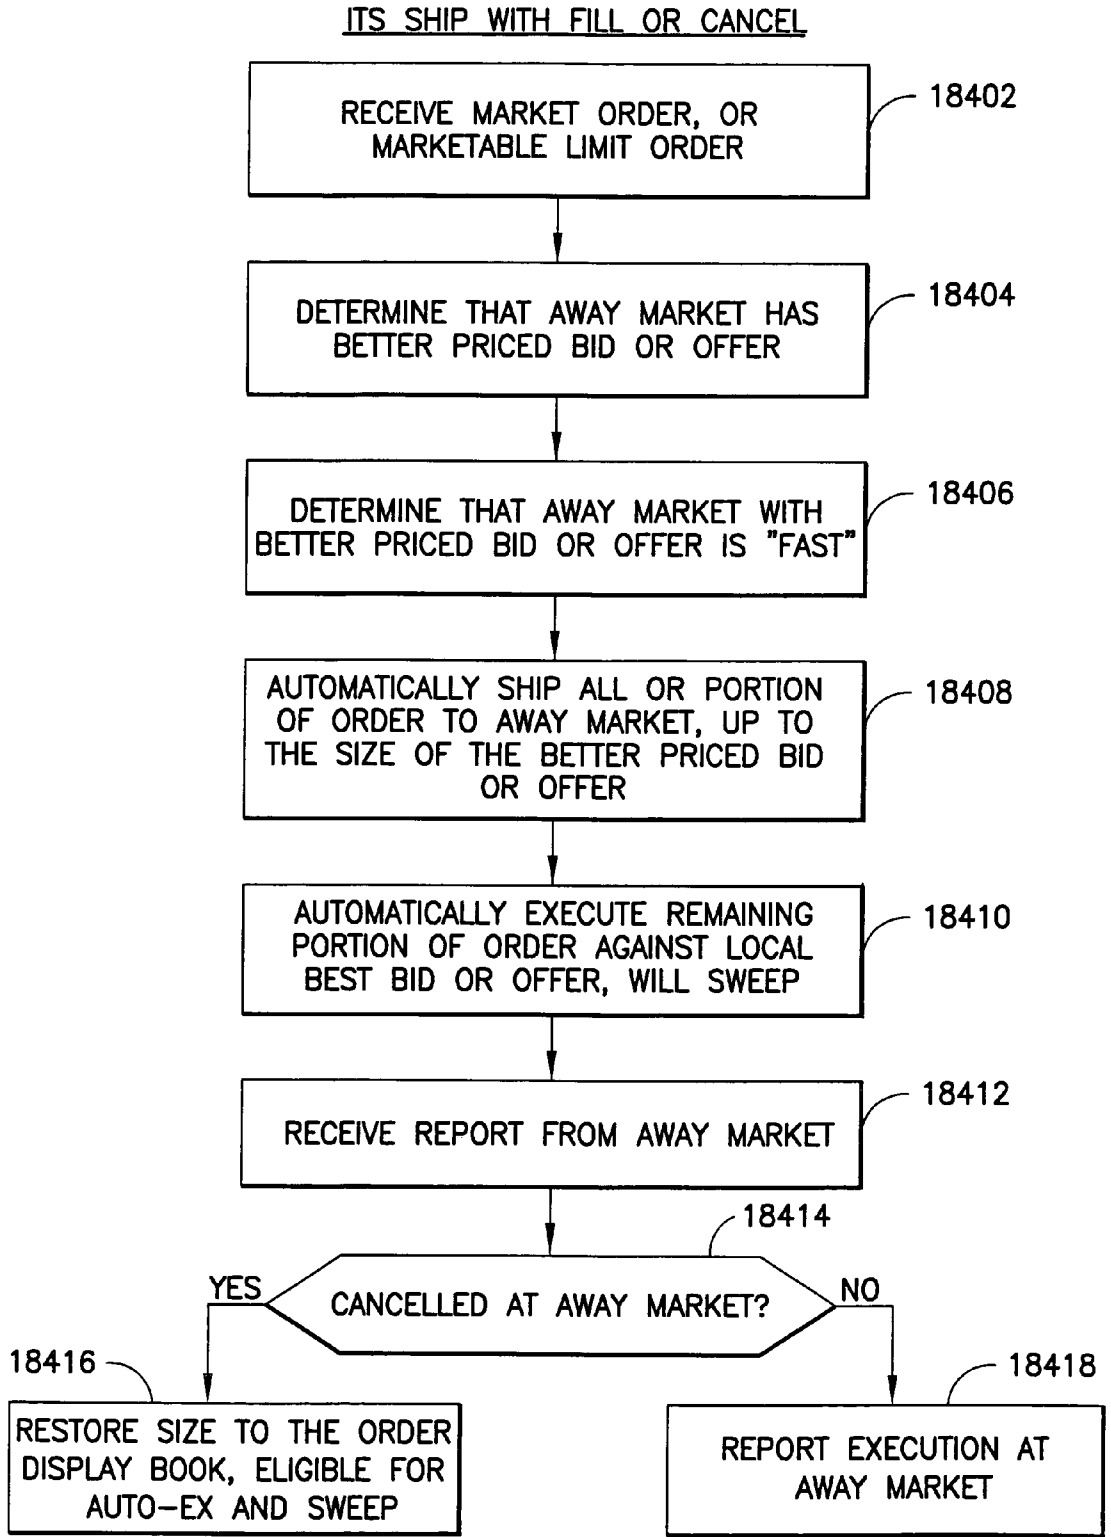 ITS SHIP WITH FILL OR CANCEL
RECEIVE MARKET ORDER, OR
MARKETABLE LIMIT ORDER
18402
DETERMINE THAT AWAY MARKET HAS
BETTER PRICED BID OR OFFER
18404
DETERMINE THAT AWAY MARKET WITH
BETTER PRICED BID OR OFFER IS "FAST"
18406
AUTOMATICALLY SHIP ALL OR PORTION
OF ORDER TO AWAY MARKET, UP TO
THE SIZE OF THE BETTER PRICED BID
OR OFFER
18408
AUTOMATICALLY EXECUTE REMAINING
PORTION OF ORDER AGAINST LOCAL
BEST BID OR OFFER, WILL SWEEP
18410
RECEIVE REPORT FROM AWAY MARKET
18412
CANCELLED AT AWAY MARKET?
18414
YES
NO
18416
RESTORE SIZE TO THE ORDER
DISPLAY BOOK, ELIGIBLE FOR
AUTO-EX AND SWEEP
18418
REPORT EXECUTION AT
AWAY MARKET